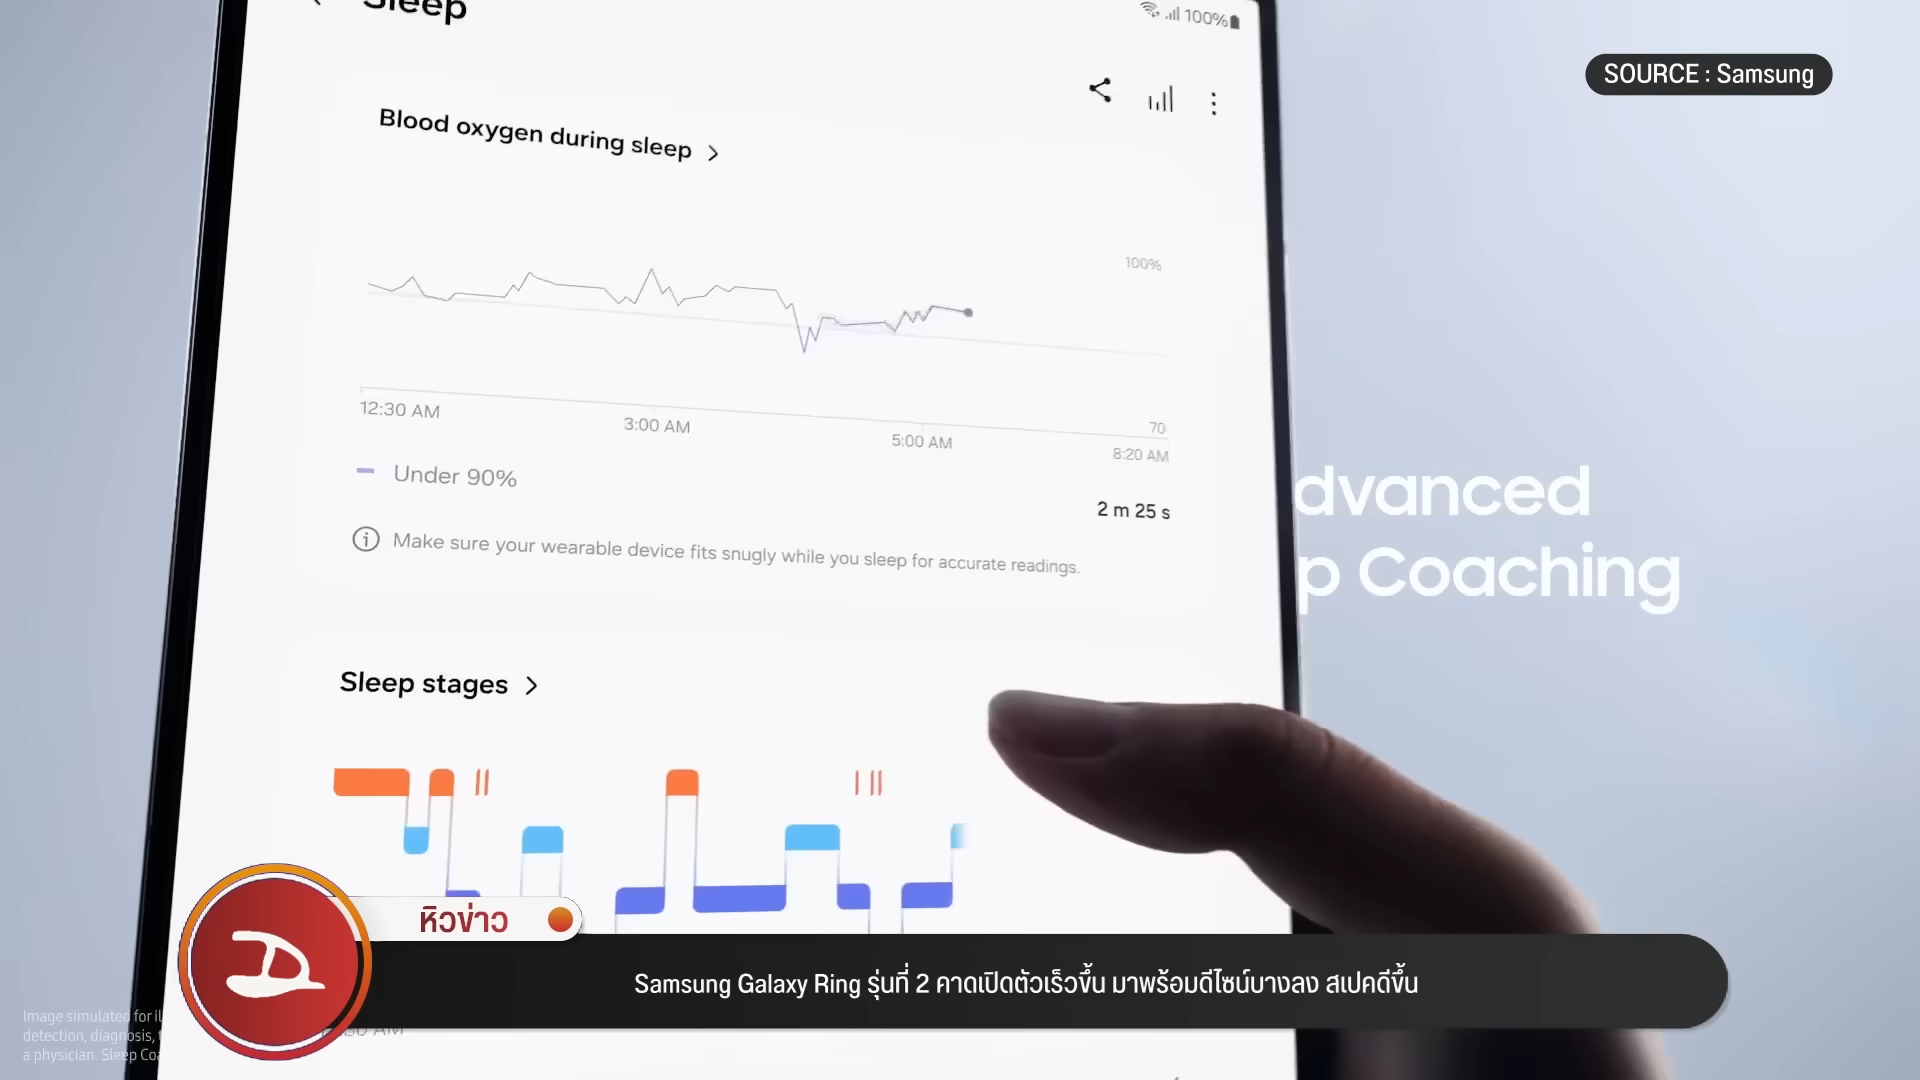 Sleep
100%
SOURCE : Samsung
Blood oxygen during sleep
100%
70
12:30 AM
3:00 AM
5:00 AM
8:20 AM
Under 90%
2 m 25 s
Make sure your wearable device fits snugly while you sleep for accurate readings.
dvanced
p Coaching
Sleep stages
หิวข่าว
Samsung Galaxy Ring รุ่นที่ 2 คาดเปิดตัวเร็วขึ้น มาพร้อมดีไซน์บางลง สเปคดีขึ้น
Image simulated for
detection, diagnosis,
a physician. Sleep